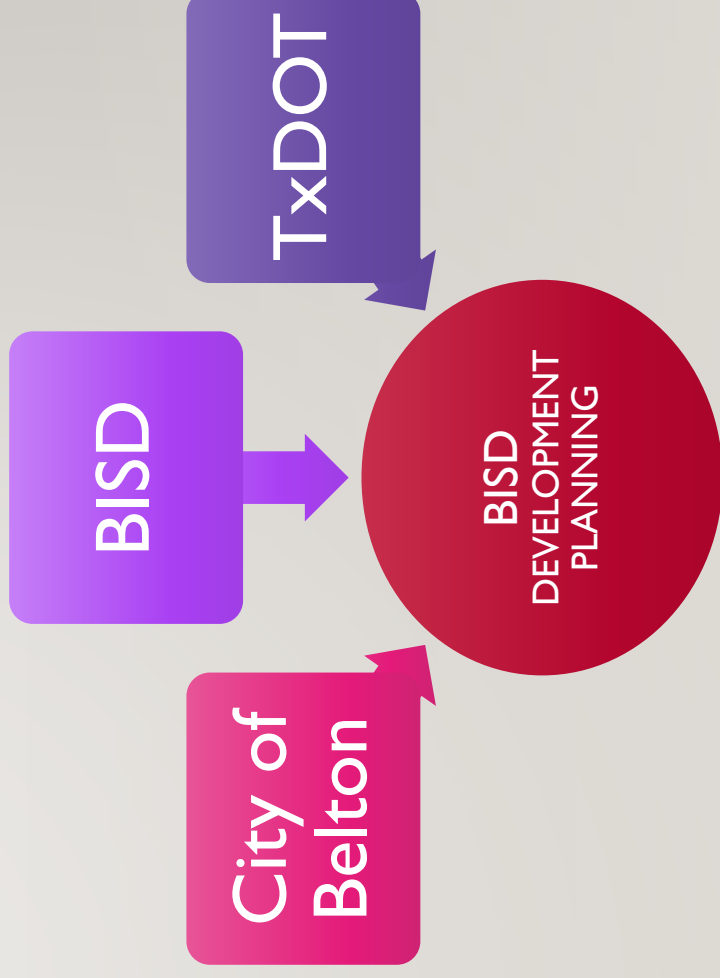 City of
Belton
BISD
TxDOT
BISD
DEVELOPMENT
PLANNING